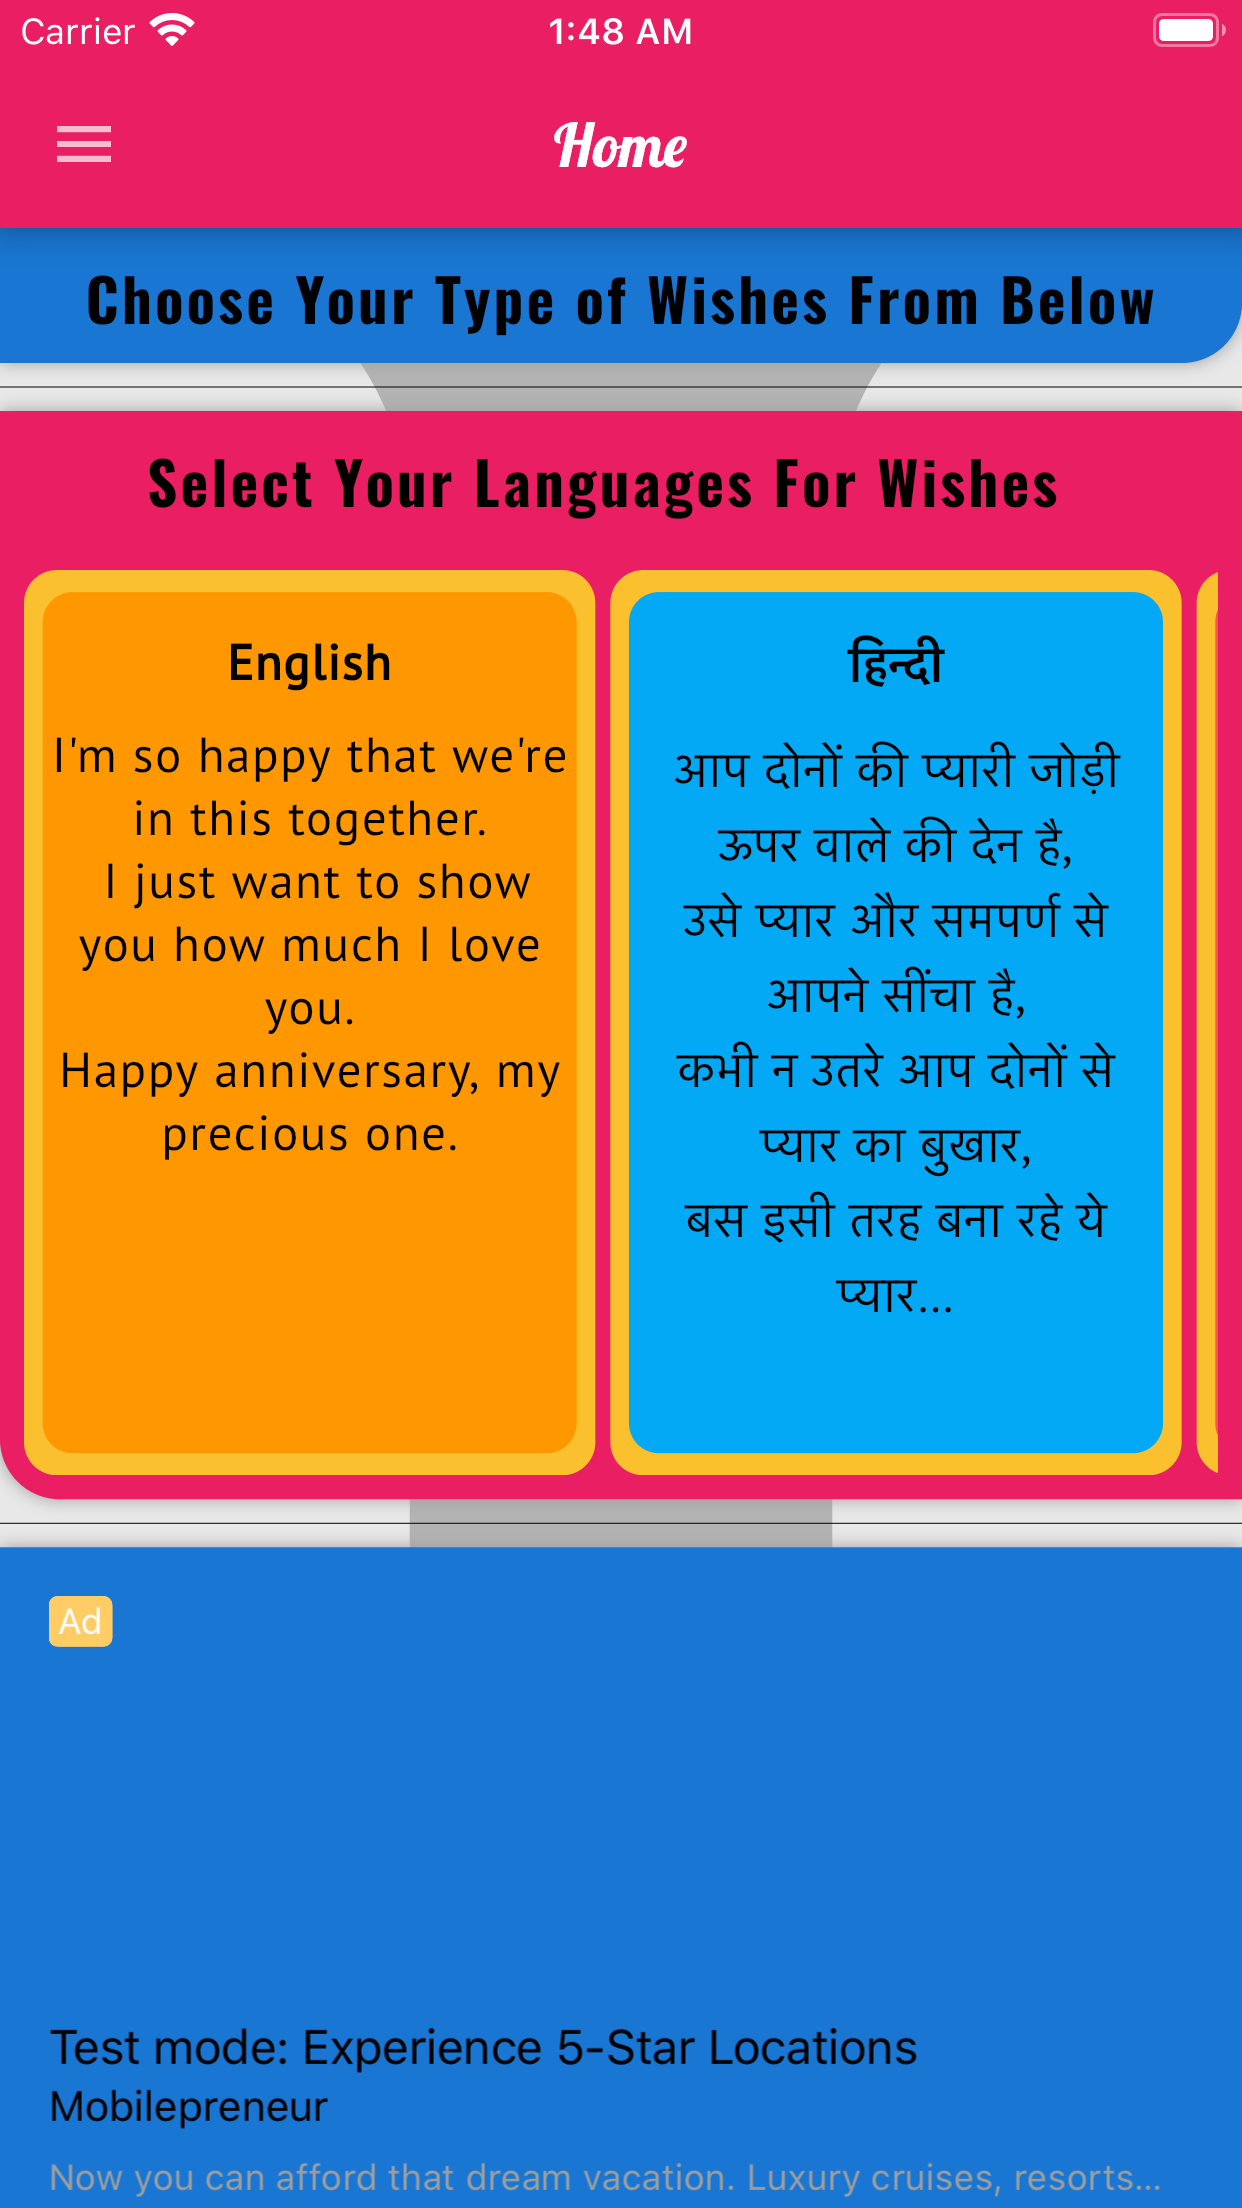 Carrier
1:48 AM
Home
Choose Your Type of Wishes From Below
Select Your Languages For Wishes
English
I'm so happy that we're
in this together.
I just want to show
you how much I love
you.
Happy anniversary, my
precious one.
हिन्दी
आप दोनों की प्यारी जोड़ी
ऊपर वाले की देन है,
उसे प्यार और समपर्ण से
आपने सींचा है,
कभी न उतरे आप दोनों से
प्यार का बुखार,
बस इसी तरह बना रहे ये
प्यार...
Ad
Test mode: Experience 5-Star Locations
Mobilepreneur
Now you can afford that dream vacation. Luxury cruises, resorts...